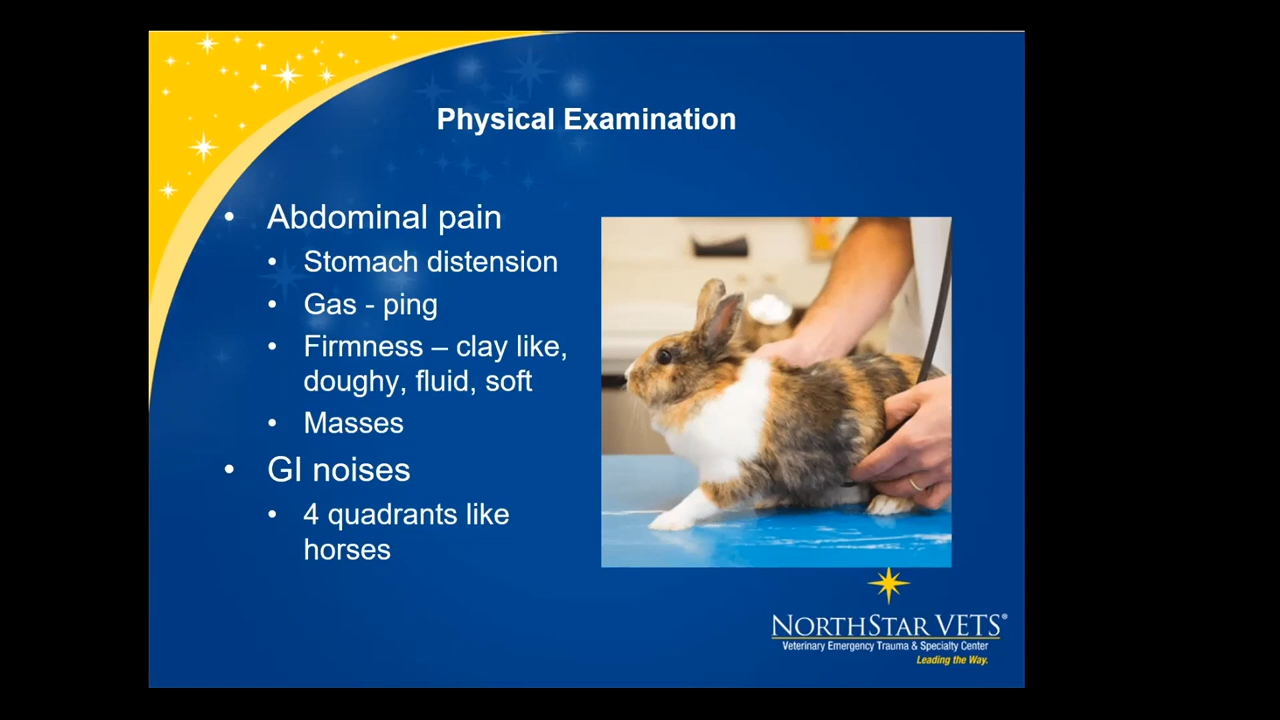 Physical Examination
• Abdominal pain
• Stomach distension
• Gas - ping
• Firmness – clay like,
doughy, fluid, soft
• Masses
• GI noises
• 4 quadrants like
horses
NORTHSTAR VETS®
Veterinary Emergency Trauma & Specialty Center
Leading the Way.